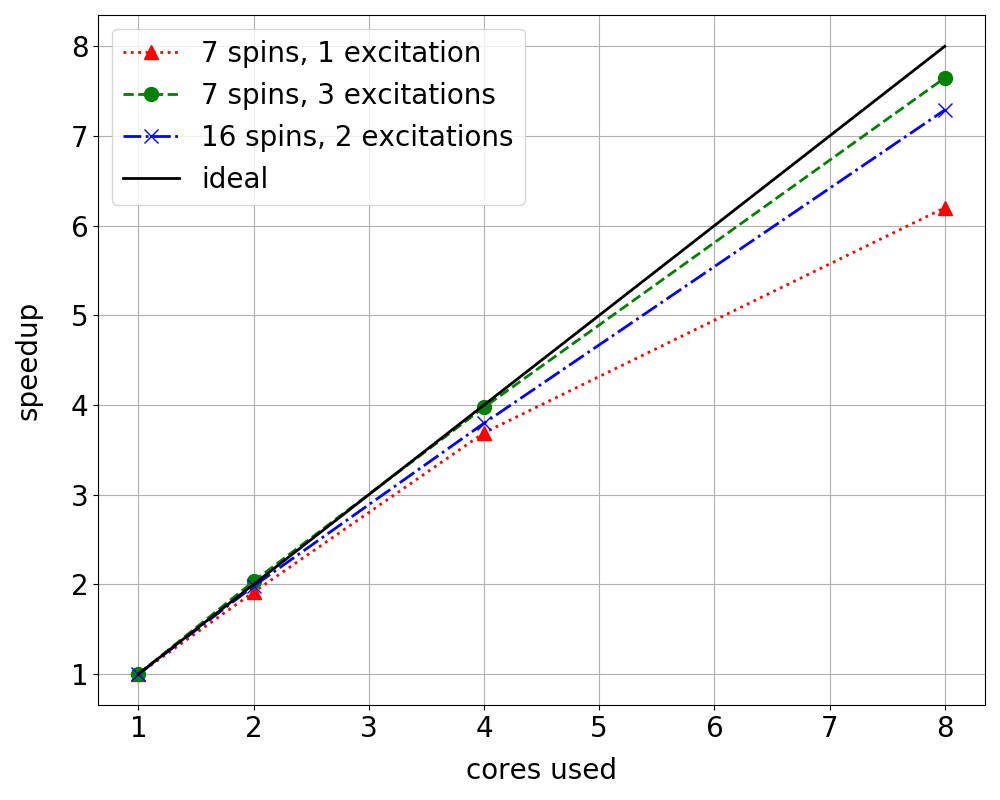 7 spins, 1 excitation
7 spins, 3 excitations
16 spins, 2 excitations
ideal
8
7
6
5
4
3
2
1
speedup
1 2 3 4 5 6 7 8
cores used